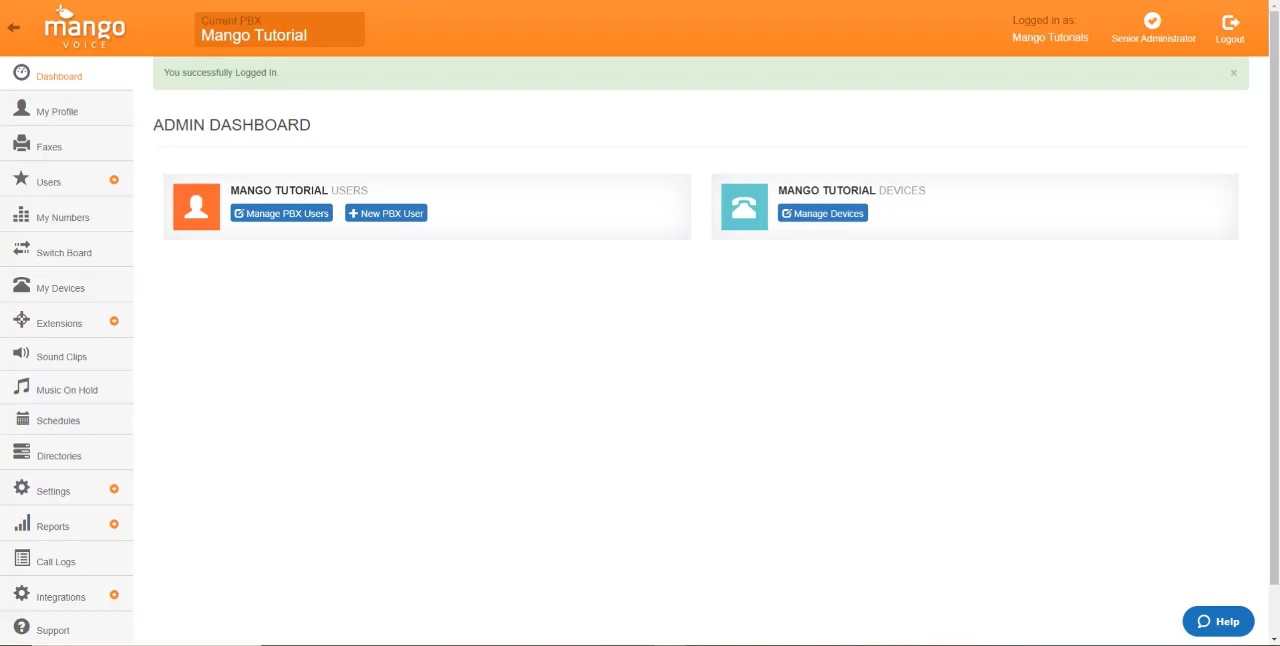 mango
VOICE
Current PBX
Mango Tutorial
Logged in as:
Mango Tutorials
Senior Administrator
Logout
Dashboard
My Profile
Faxes
Users
My Numbers
Switch Board
My Devices
Extensions
Sound Clips
Music On Hold
Schedules
Directories
Settings
Reports
Call Logs
Integrations
Support
You successfully Logged In.
×
ADMIN DASHBOARD
MANGO TUTORIAL USERS
Manage PBX Users
New PBX User
MANGO TUTORIAL DEVICES
Manage Devices
Help